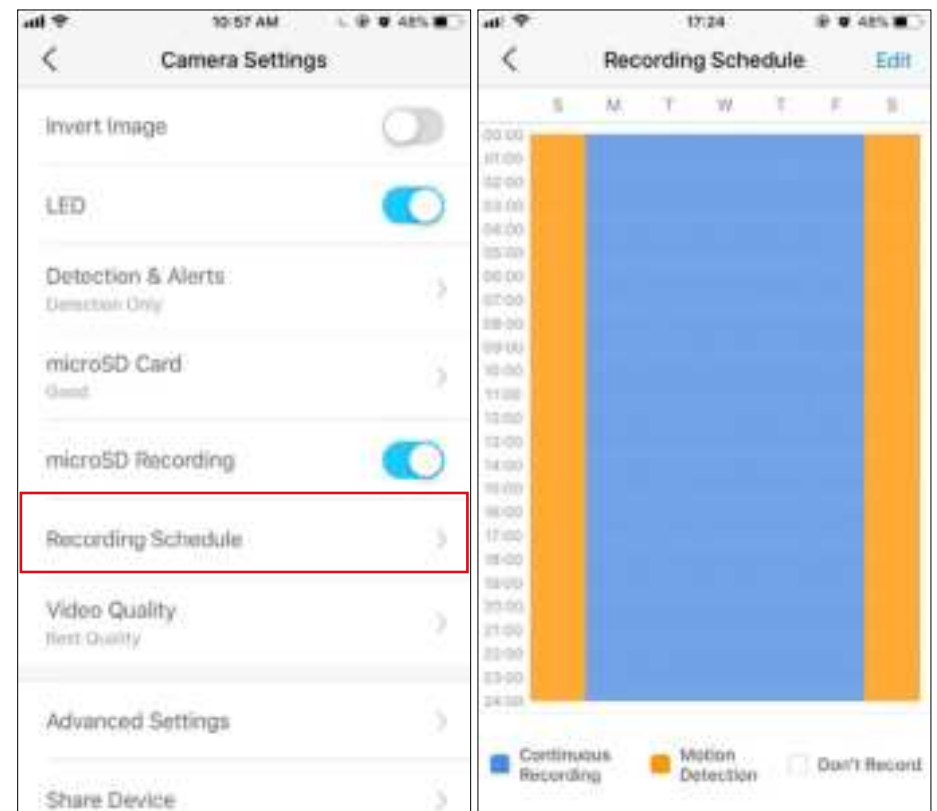 10:57 AM
48%
Camera Settings
Invert Image
LED
Detection & Alerts
Detection Only
microSD Card
Good
microSD Recording
Recording Schedule
Video Quality
Best Quality
Advanced Settings
Share Device
17:24
48%
Recording Schedule
Edit
S M T W T F S
00:00
01:00
02:00
03:00
04:00
05:00
06:00
07:00
08:00
09:00
10:00
11:00
12:00
13:00
14:00
15:00
16:00
17:00
18:00
19:00
20:00
21:00
22:00
23:00
24:00
Continuous
Recording
Motion
Detection
Don't Record